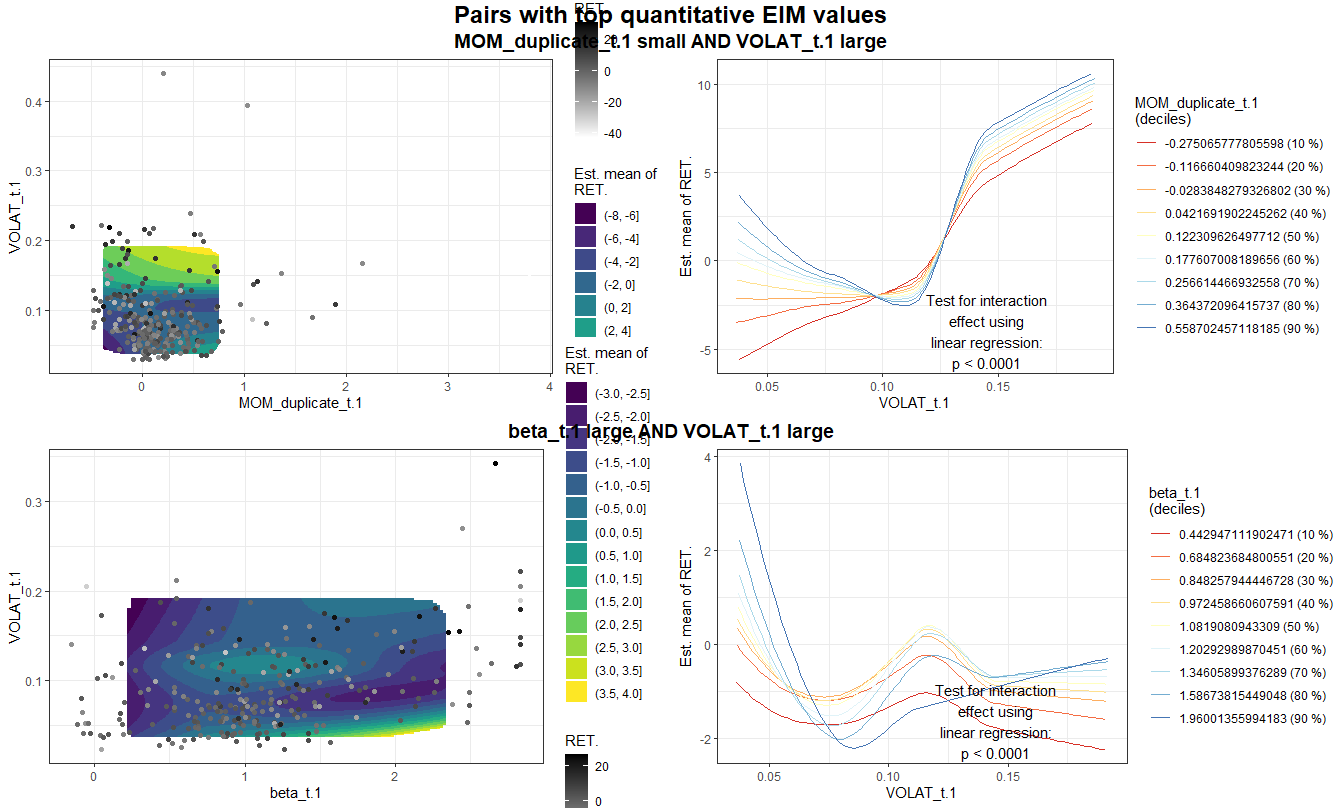 Pairs with top quantitative EIM values
MOM_duplicate_t.1 small AND VOLAT_t.1 large
RET.
20
0
-20
-40
Est. mean of
RET.
(-8, -6]
(-6, -4]
(-4, -2]
(-2, 0]
(0, 2]
(2, 4]
VOLAT_t.1
0.4
0.3
0.2
0.1
0
1
2
3
4
MOM_duplicate_t.1
Est. mean of RET.
10
5
0
-5
0.05
0.10
0.15
VOLAT_t.1
Test for interaction
effect using
linear regression:
p < 0.0001
MOM_duplicate_t.1
(deciles)
-0.275065777805598 (10 %)
-0.116660409823244 (20 %)
-0.0283848279326802 (30 %)
0.0421691902245262 (40 %)
0.122309626497712 (50 %)
0.177607008189656 (60 %)
0.256614466932558 (70 %)
0.364372096415737 (80 %)
0.558702457118185 (90 %)
beta_t.1 large AND VOLAT_t.1 large
Est. mean of
RET.
(-3.0, -2.5]
(-2.5, -2.0]
(-2.0, -1.5]
(-1.5, -1.0]
(-1.0, -0.5]
(-0.5, 0.0]
(0.0, 0.5]
(0.5, 1.0]
(1.0, 1.5]
(1.5, 2.0]
(2.0, 2.5]
(2.5, 3.0]
(3.0, 3.5]
(3.5, 4.0]
RET.
20
0
VOLAT_t.1
0.3
0.2
0.1
0
1
2
beta_t.1
Est. mean of RET.
4
2
0
-2
0.05
0.10
0.15
VOLAT_t.1
Test for interaction
effect using
linear regression:
p < 0.0001
beta_t.1
(deciles)
0.442947111902471 (10 %)
0.684823684800551 (20 %)
0.848257944446728 (30 %)
0.972458660607591 (40 %)
1.0819080943309 (50 %)
1.20292989870451 (60 %)
1.34605899376289 (70 %)
1.58673815449048 (80 %)
1.96001355994183 (90 %)